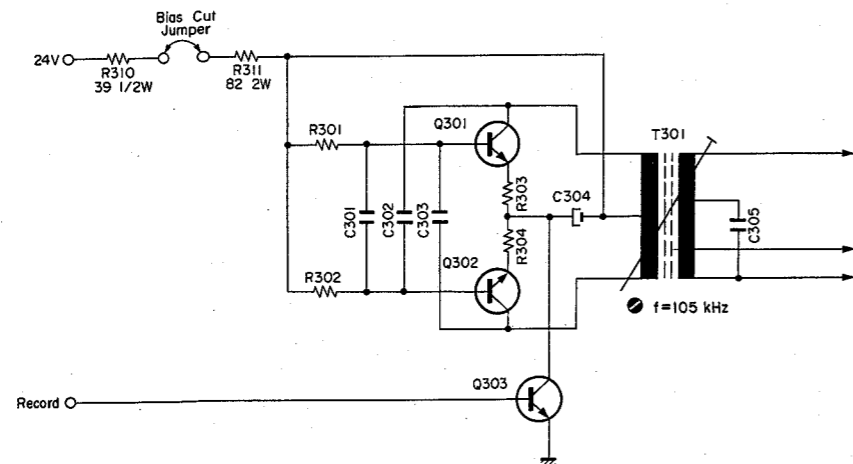 Bias Cut
Jumper
24V
R310
39 1/2W
R311
82 2W
R301
Q301
T301
R303
C304
C301
C302
C303
C305
R304
Q302
R302
f=105 kHz
Q303
Record